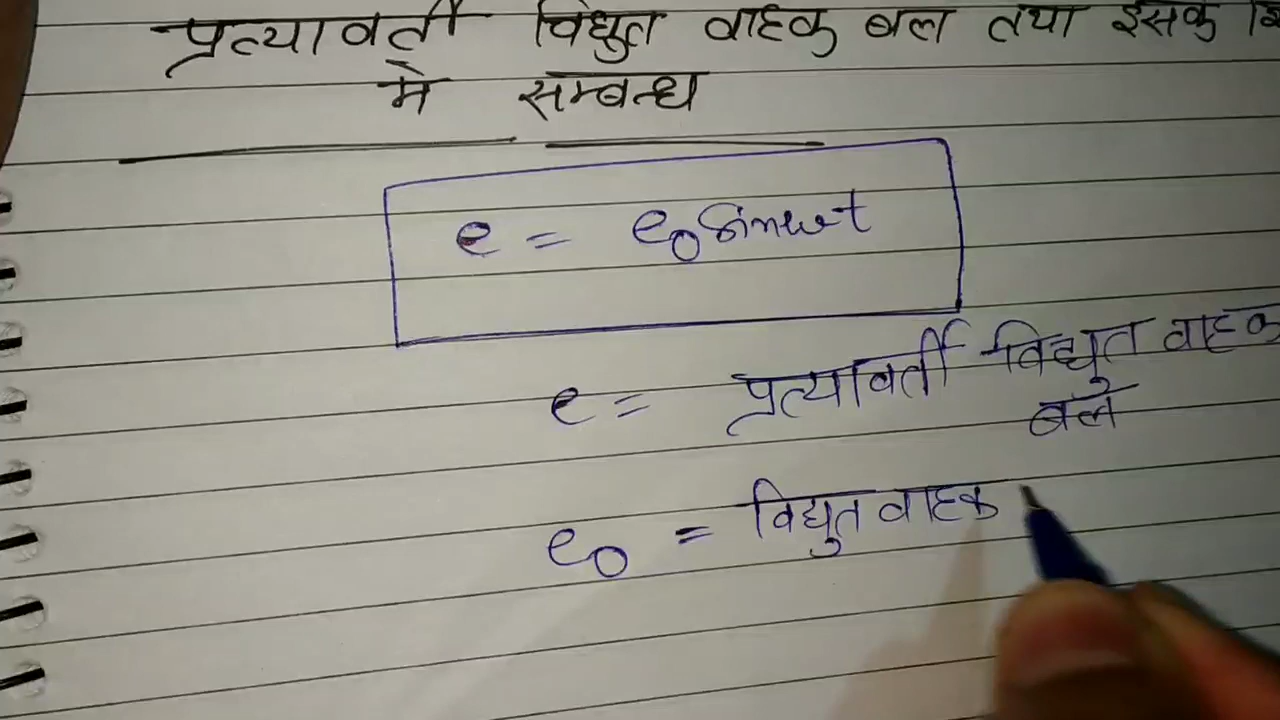 प्रत्यावर्ती विद्युत वाहक बल तथा इसके
मे सम्बन्ध
e = e₀ sinωt
e = प्रत्यावर्ती विद्युत वाहक
बल
e₀ = विद्युत वाहक